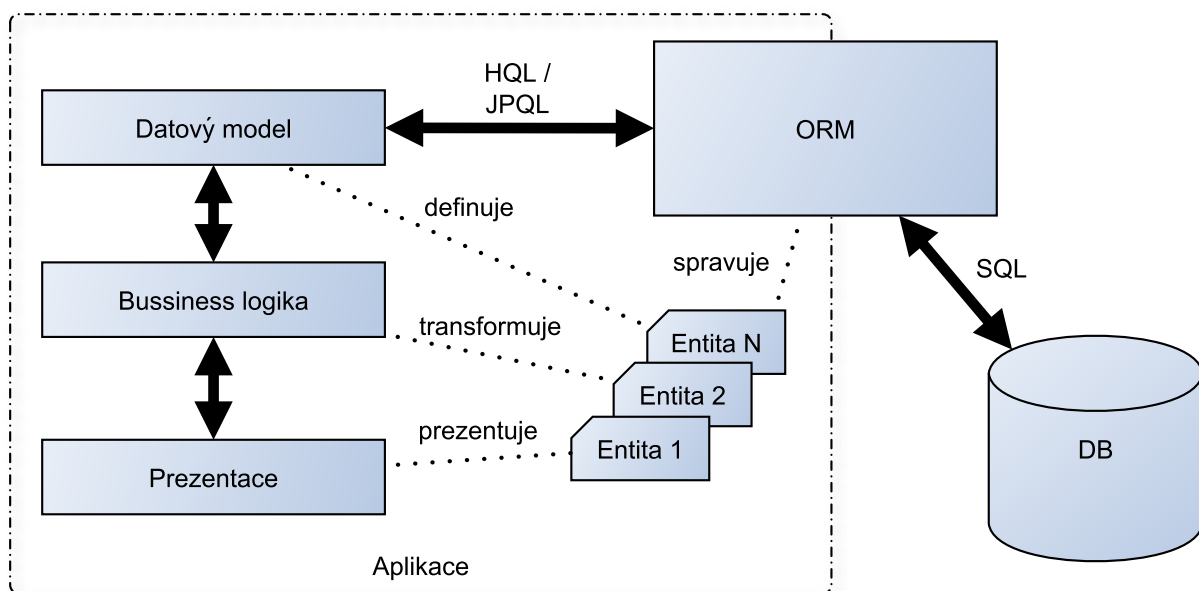 HQL /
JPQL
Datový model
ORM
definuje
spravuje
SQL
Bussiness logika
transformuje
Entita N
Entita 2
prezentuje
Entita 1
DB
Prezentace
Aplikace